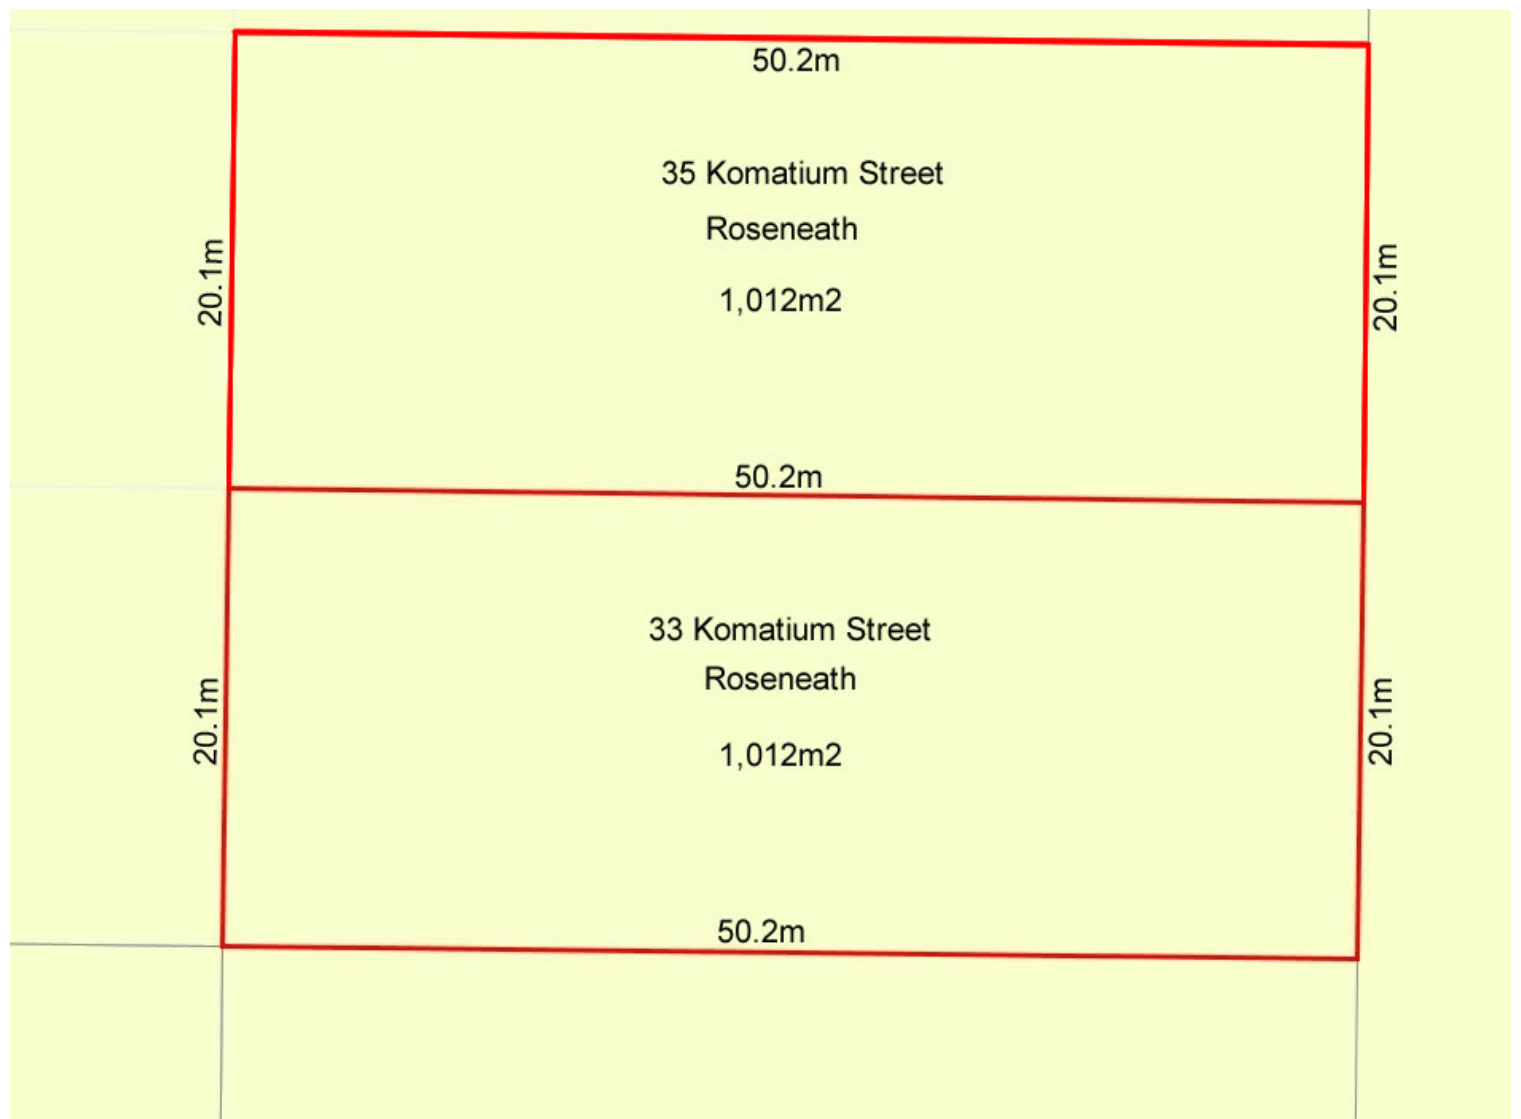 50.2m
35 Komatium Street
Roseneath
20.1m
20.1m
1,012m2
50.2m
33 Komatium Street
Roseneath
20.1m
20.1m
1,012m2
50.2m